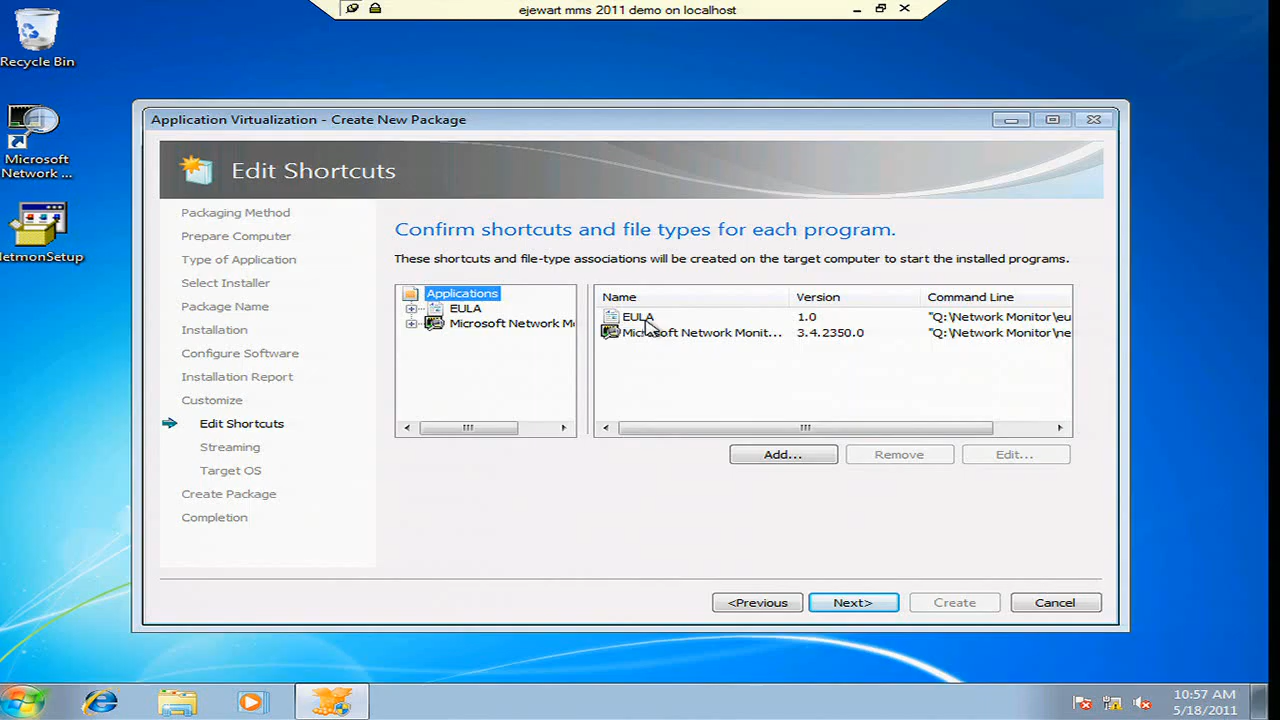 ejewart mms 2011 demo on localhost
Recycle Bin
Microsoft
Network ...
letmonSetup
Application Virtualization - Create New Package
Edit Shortcuts
Packaging Method
Prepare Computer
Type of Application
Select Installer
Package Name
Installation
Configure Software
Installation Report
Customize
Edit Shortcuts
Streaming
Target OS
Create Package
Completion
Confirm shortcuts and file types for each program.
These shortcuts and file-type associations will be created on the target computer to start the installed programs.
Applications
EULA
Microsoft Network M
Name Version Command Line
EULA 1.0 "Q:\Network Monitor\eu
Microsoft Network Monit... 3.4.2350.0 "Q:\Network Monitor\ne
Add... Remove Edit...
<Previous Next> Create Cancel
10:57 AM
5/18/2011